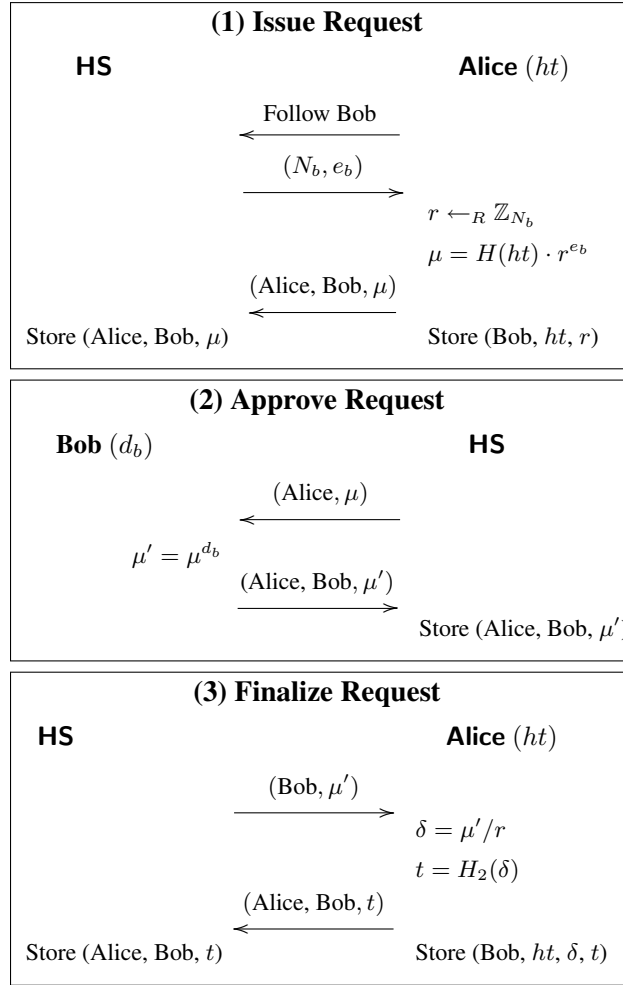 (1) Issue Request
HS Alice (ht)
Follow Bob
(N_b, e_b)
r ←_R ℤ_{N_b}
μ = H(ht) · r^{e_b}
(Alice, Bob, μ)
Store (Alice, Bob, μ) Store (Bob, ht, r)
(2) Approve Request
Bob (d_b) HS
(Alice, μ)
μ′ = μ^{d_b}
(Alice, Bob, μ′)
Store (Alice, Bob, μ′)
(3) Finalize Request
HS Alice (ht)
(Bob, μ′)
δ = μ′/r
t = H_2(δ)
(Alice, Bob, t)
Store (Alice, Bob, t) Store (Bob, ht, δ, t)